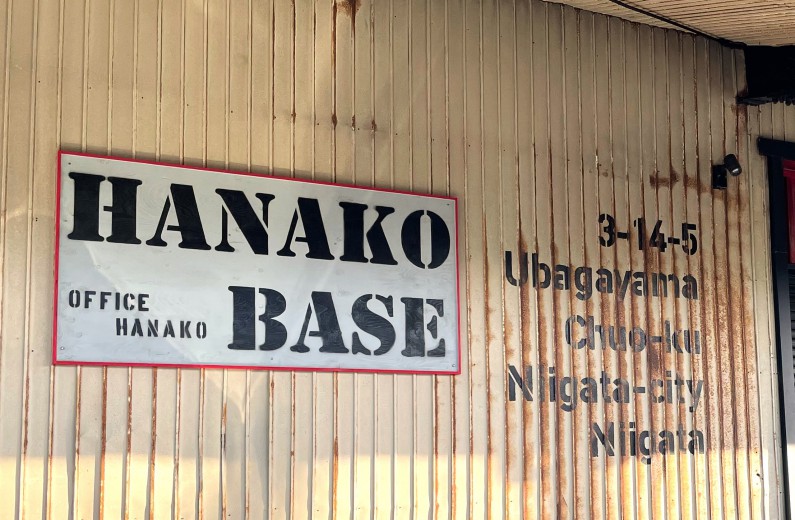 HANAKO
OFFICE
HANAKO
BASE
3-14-5
Ubagayama
Chuo-ku
Niigata-city
Niigata